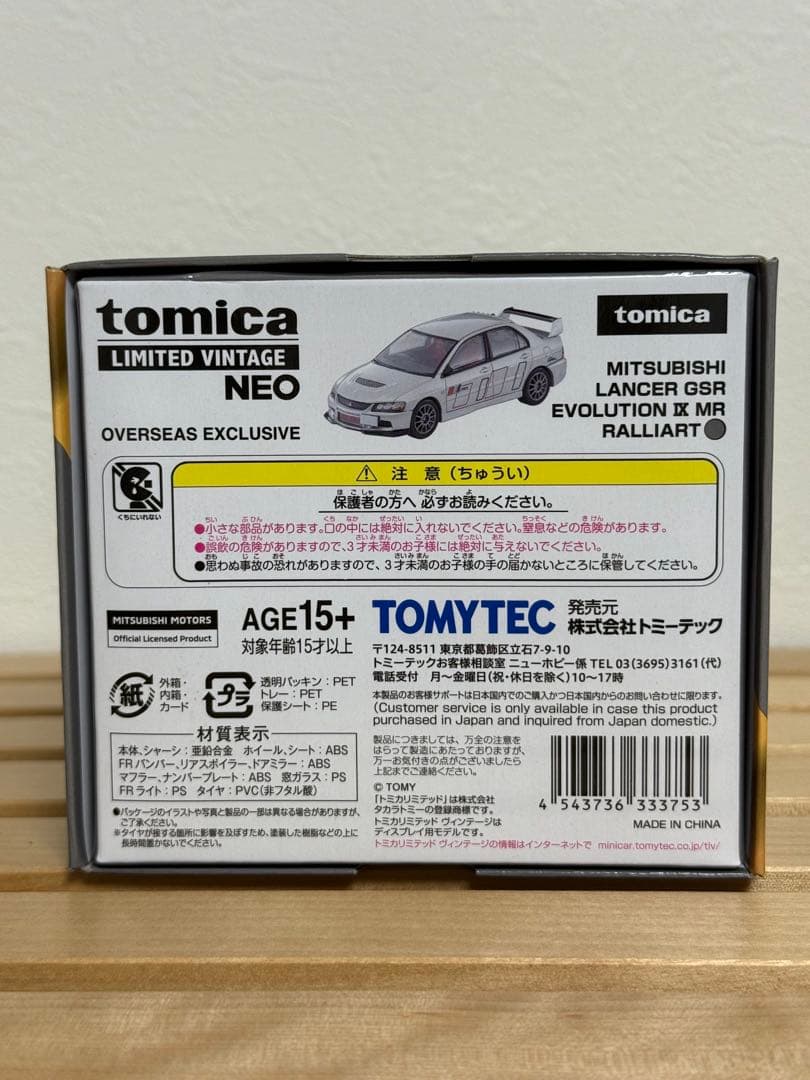 tomica
LIMITED VINTAGE
NEO
OVERSEAS EXCLUSIVE
tomica
MITSUBISHI
LANCER GSR
EVOLUTION IX MR
RALLIART
くちにいれない
⚠ 注意(ちゅうい)
保護者の方へ必ずお読みください。
●小さな部品があります。口の中には絶対に入れないでください。窒息などの危険があります。
●誤飲の危険がありますので、3才未満のお子様には絶対に与えないでください。
●思わぬ事故の恐れがありますので、3才未満のお子様の手の届かないところに保管してください。
MITSUBISHI MOTORS
Official Licensed Product
AGE15+
対象年齢15才以上
TOMYTEC 発売元
株式会社トミーテック
〒124-8511 東京都葛飾区立石7-9-10
トミーテックお客様相談室 ニューホビー係 TEL 03(3695)3161(代)
電話受付 月〜金曜日(祝・休日を除く)10〜17時
紙
外箱・
内箱・
カード
プラ
透明パッキン:PET
トレー:PET
保護シート:PE
本製品のお客様サポートは日本国内でのご購入かつ日本国内からのお問い合わせに限ります。
(Customer service is only available in case this product
purchased in Japan and inquired from Japan domestic.)
材質表示
本体、シャーシ:亜鉛合金 ホイール、シート:ABS
FRバンパー、リアスポイラー、ドアミラー:ABS
マフラー、ナンバープレート:ABS 窓ガラス:PS
FRライト:PS タイヤ:PVC(非フタル酸)
●パッケージのイラストや写真と製品の一部は異なる場合がありますが、
ご了承ください。
※タイヤが接する箇所に影響を及ぼすため、塗装した樹脂などの上に
長時間置かないでください。
製品につきましては、万全の注意を
はらって製造にあたっておりますが、
万一お気付きの点がございましたら
上記までご連絡ください。
© TOMY
「トミカリミテッド」は株式会社
タカラトミーの登録商標です。
トミカリミテッド ヴィンテージは
ディスプレイ用モデルです。
4 543736 333753
MADE IN CHINA
トミカリミテッド ヴィンテージの情報はインターネットで minicar.tomytec.co.jp/tlv/